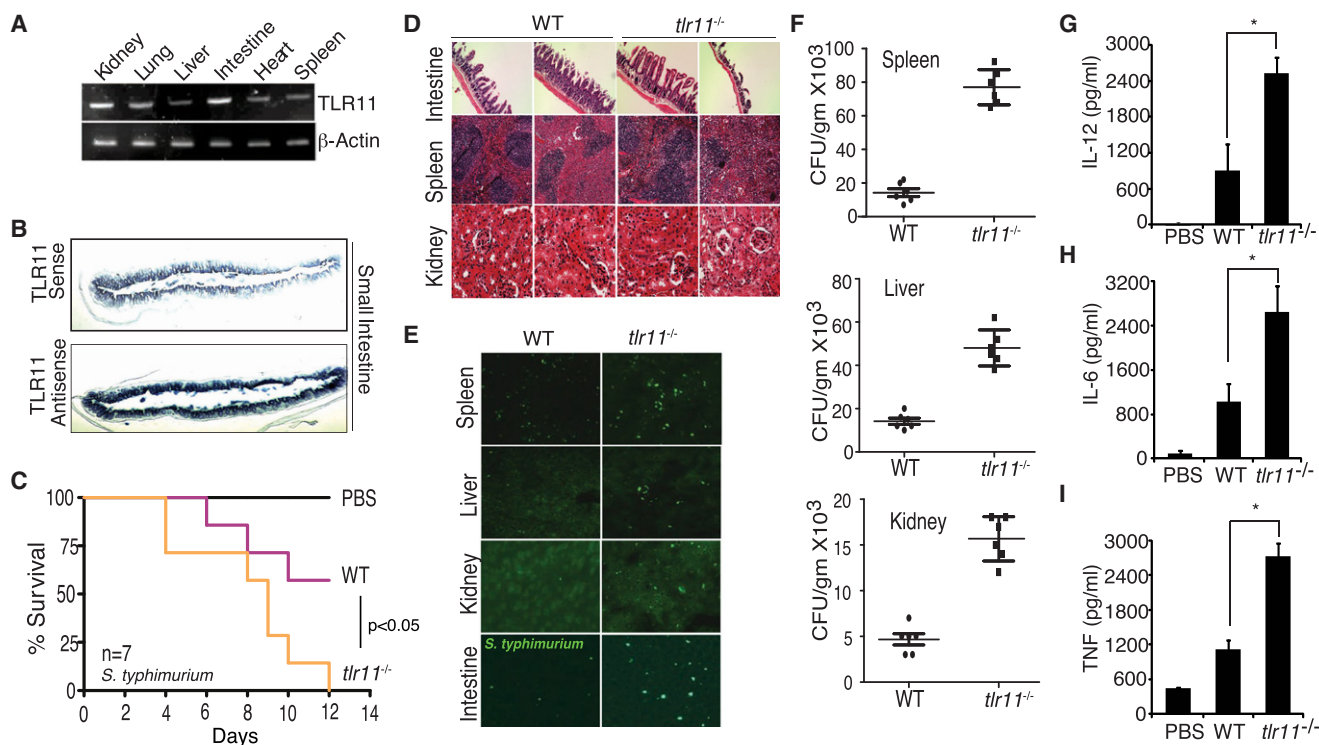 A
Kidney
Lung
Liver
Intestine
Heart
Spleen
TLR11
β-Actin
B
TLR11
Sense
TLR11
Antisense
Small Intestine
C
% Survival
100
75
50
25
0
0 2 4 6 8 10 12 14
Days
PBS
WT
p<0.05
tlr11-/-
n=7
S. typhimurium
D
WT tlr11-/-
Intestine
Spleen
Kidney
E
WT tlr11-/-
Spleen
Liver
Kidney
Intestine
S. typhimurium
F
Spleen
CFU/gm X103
100
80
60
40
20
0
WT tlr11-/-
Liver
CFU/gm X103
80
60
40
20
0
WT tlr11-/-
Kidney
CFU/gm X103
20
15
10
5
0
WT tlr11-/-
G
IL-12 (pg/ml)
3000
2400
1200
600
0
*
PBS WT tlr11-/-
H
IL-6 (pg/ml)
3200
2400
1600
800
0
*
PBS WT tlr11-/-
I
TNF (pg/ml)
3000
2400
1200
600
0
*
PBS WT tlr11-/-